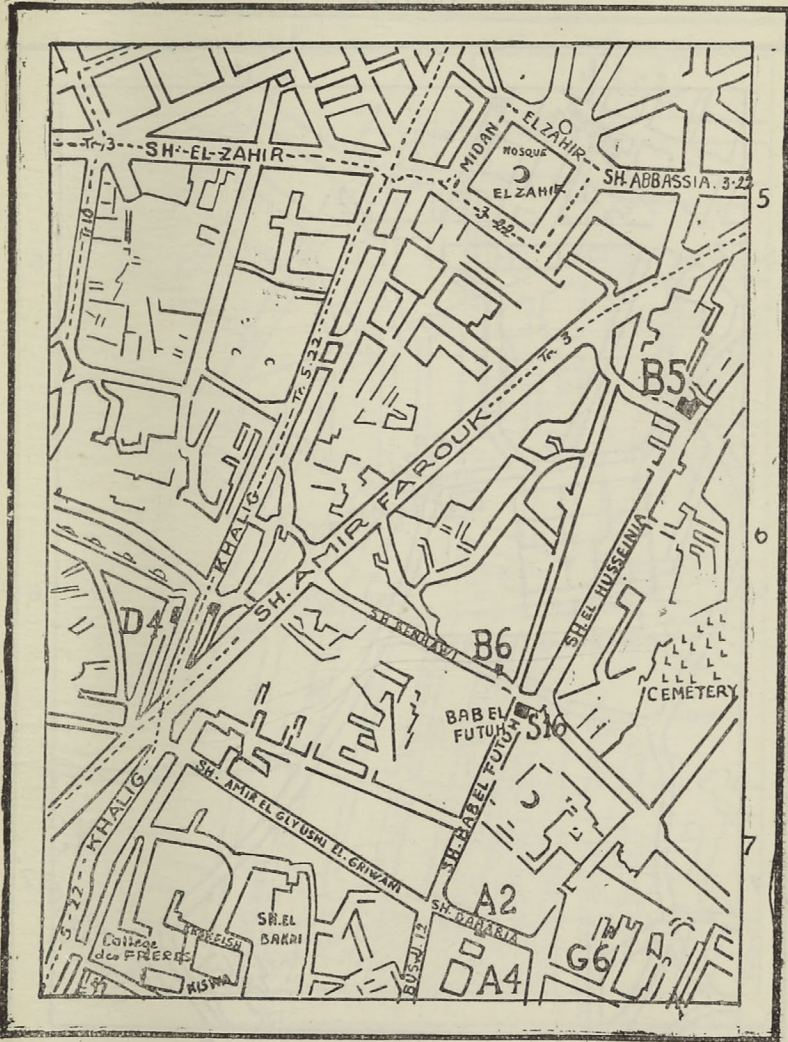 MIDAN
EL ZAHIR
MOSQUE
EL ZAHIR
Tr. 3
SH. EL-ZAHIR
SH. ABBASSIA. 3-22
5
Tr 10
3-22
Tr. 3
Tr. 5-22
B5
SH. AMIR FAROUK
KHALIG
6
SH. EL HUSSEINIA
D4
SH. BENHAWI
B6
CEMETERY
BAB EL
FUTUH
S16
SH. BAB EL FUTUH
7
KHALIG
5-22
SH. AMIR EL GLYUSHI EL. GRIWANI
A2
SH. DAHARIA
SH. EL
BAKRI
College
des FRERES
KISWA
BUS. 12
A4
G6